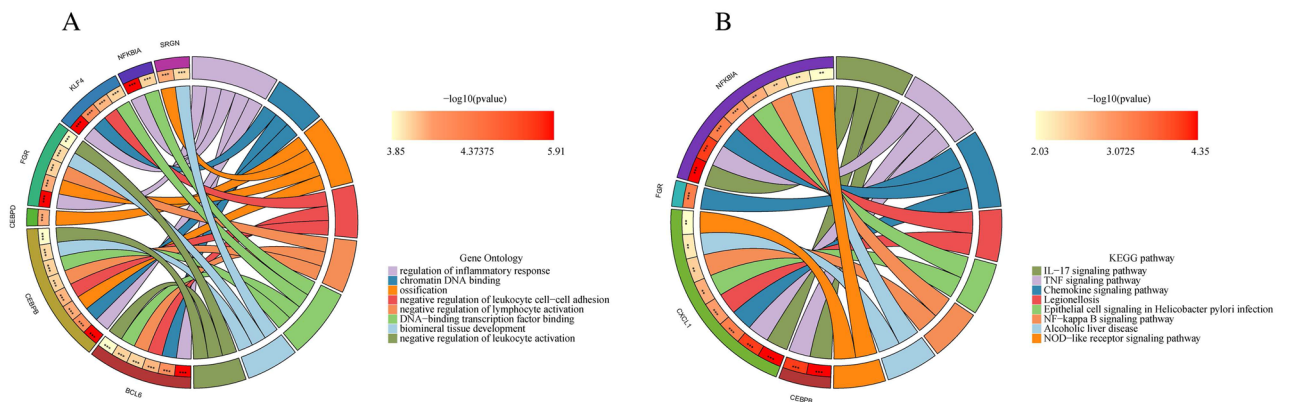 A
SRGN
NFKBIA
KLF4
FGR
CEBPD
CEBPB
BCL6
−log10(pvalue)
3.85 4.37375 5.91
Gene Ontology
regulation of inflammatory response
chromatin DNA binding
ossification
negative regulation of leukocyte cell−cell adhesion
negative regulation of lymphocyte activation
DNA−binding transcription factor binding
biomineral tissue development
negative regulation of leukocyte activation
B
NFKBIA
FGR
CXCL1
CEBPB
−log10(pvalue)
2.03 3.0725 4.35
KEGG pathway
IL−17 signaling pathway
TNF signaling pathway
Chemokine signaling pathway
Legionellosis
Epithelial cell signaling in Helicobacter pylori infection
NF−kappa B signaling pathway
Alcoholic liver disease
NOD−like receptor signaling pathway